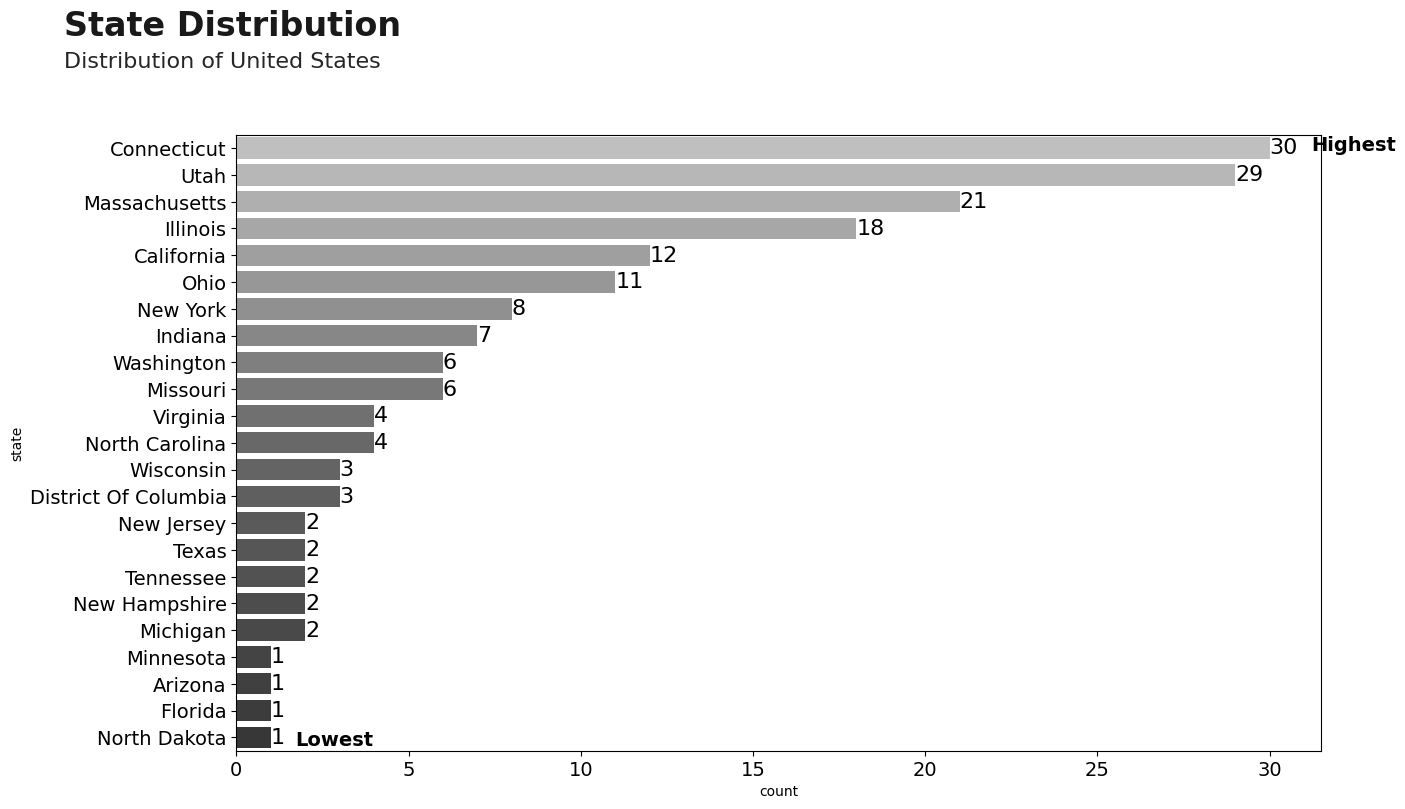 State Distribution
Distribution of United States
Connecticut 30 Highest
Utah 29
Massachusetts 21
Illinois 18
California 12
Ohio 11
New York 8
Indiana 7
Washington 6
Missouri 6
Virginia 4
North Carolina 4
state
Wisconsin 3
District Of Columbia 3
New Jersey 2
Texas 2
Tennessee 2
New Hampshire 2
Michigan 2
Minnesota 1
Arizona 1
Florida 1
North Dakota 1 Lowest
0 5 10 15 20 25 30
count